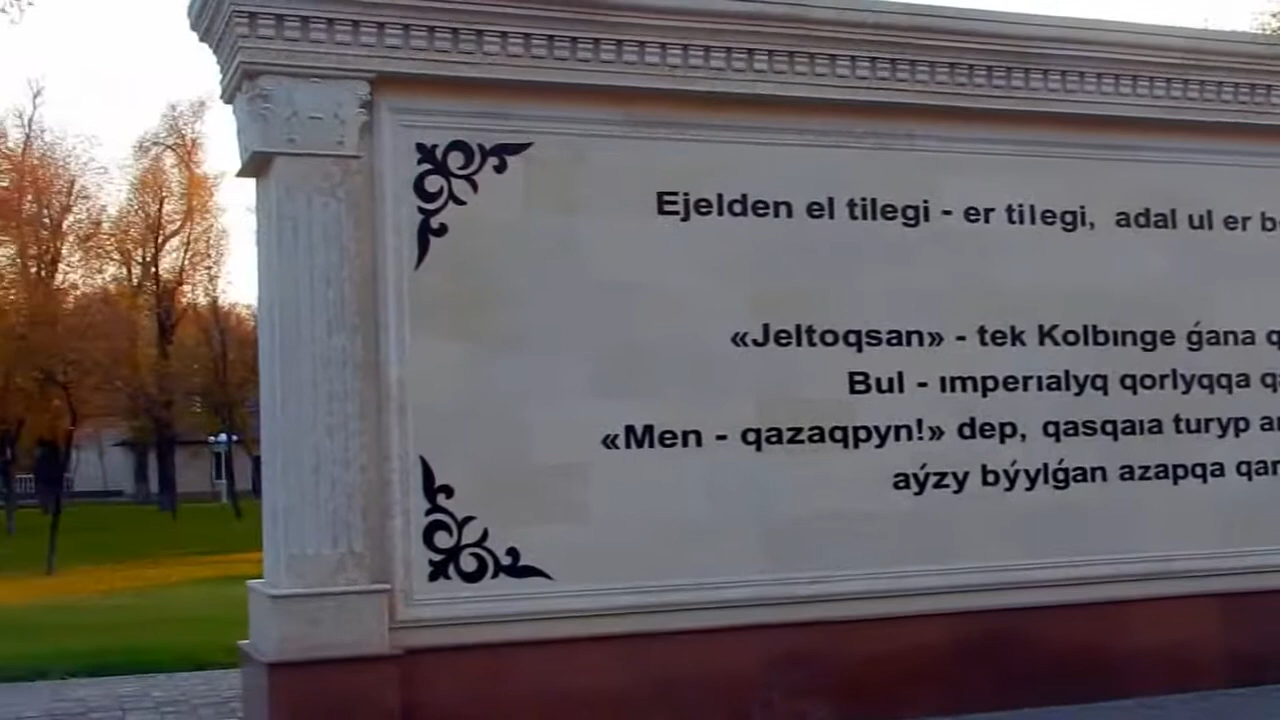 Ejelden el tilegi - er tilegi, adal ul er
«Jeltoqsan» - tek Kolbınge ǵana
Bul - ımperıalyq qorlyqqa
«Men - qazaqpyn!» dep, qasqaıa turyp
aýzy býylǵan azapqa